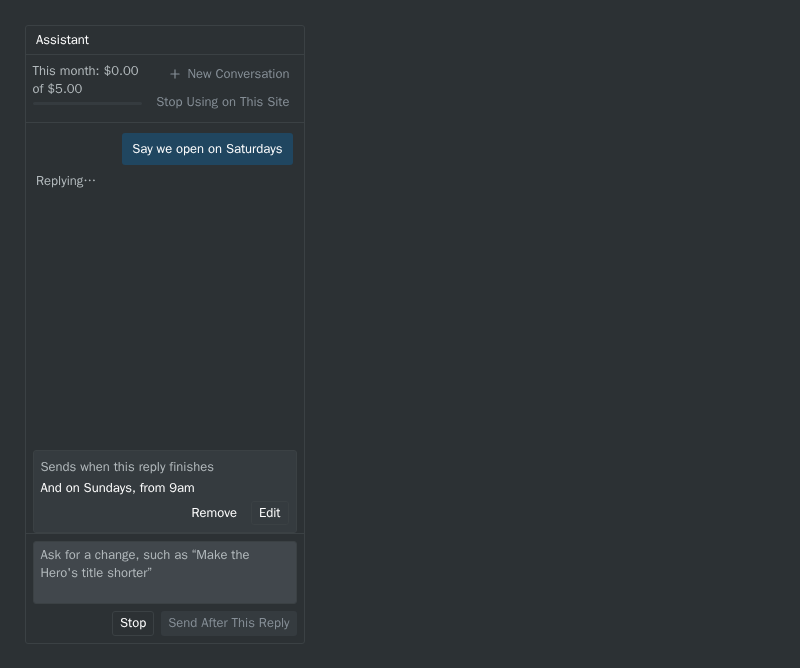 Assistant
This month: $0.00
of $5.00
+ New Conversation
Stop Using on This Site
Say we open on Saturdays
Replying⋯
Sends when this reply finishes
And on Sundays, from 9am
Remove
Edit
Ask for a change, such as "Make the
Hero's title shorter"
Stop
Send After This Reply